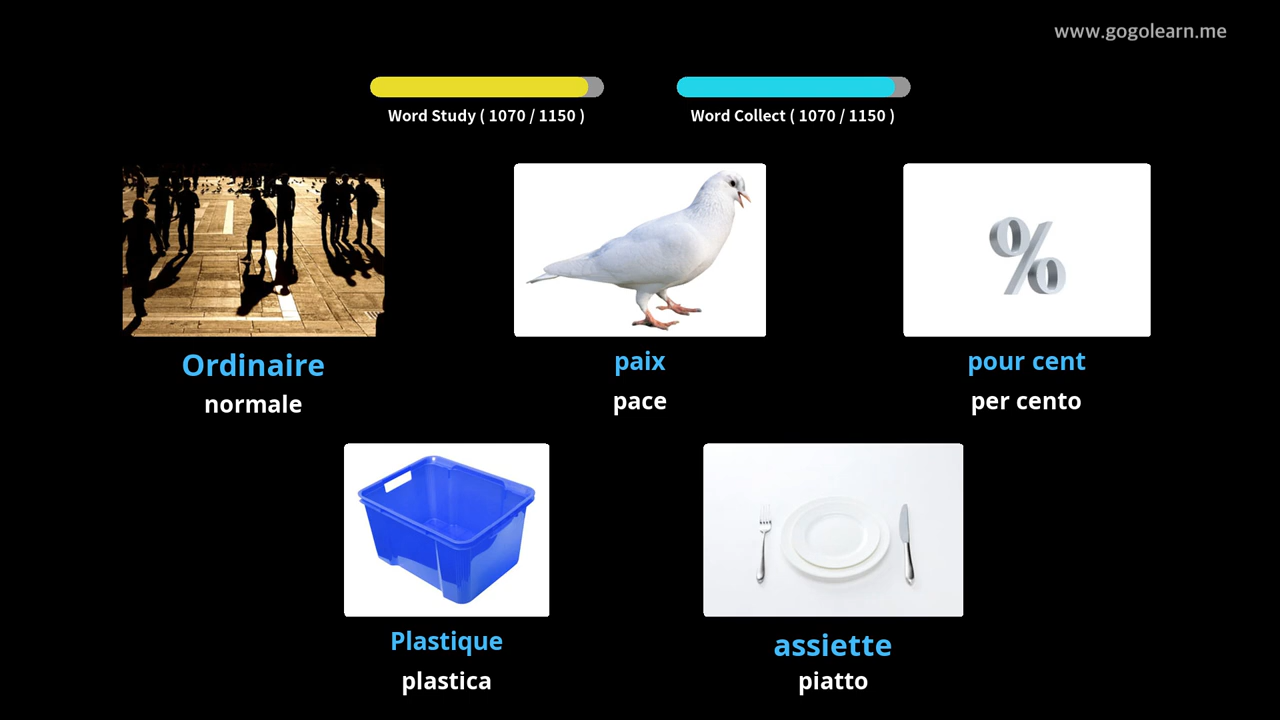 www.gogolearn.me
Word Study ( 1070 / 1150 )
Word Collect ( 1070 / 1150 )
%
Ordinaire
normale
paix
pace
pour cent
per cento
Plastique
plastica
assiette
piatto